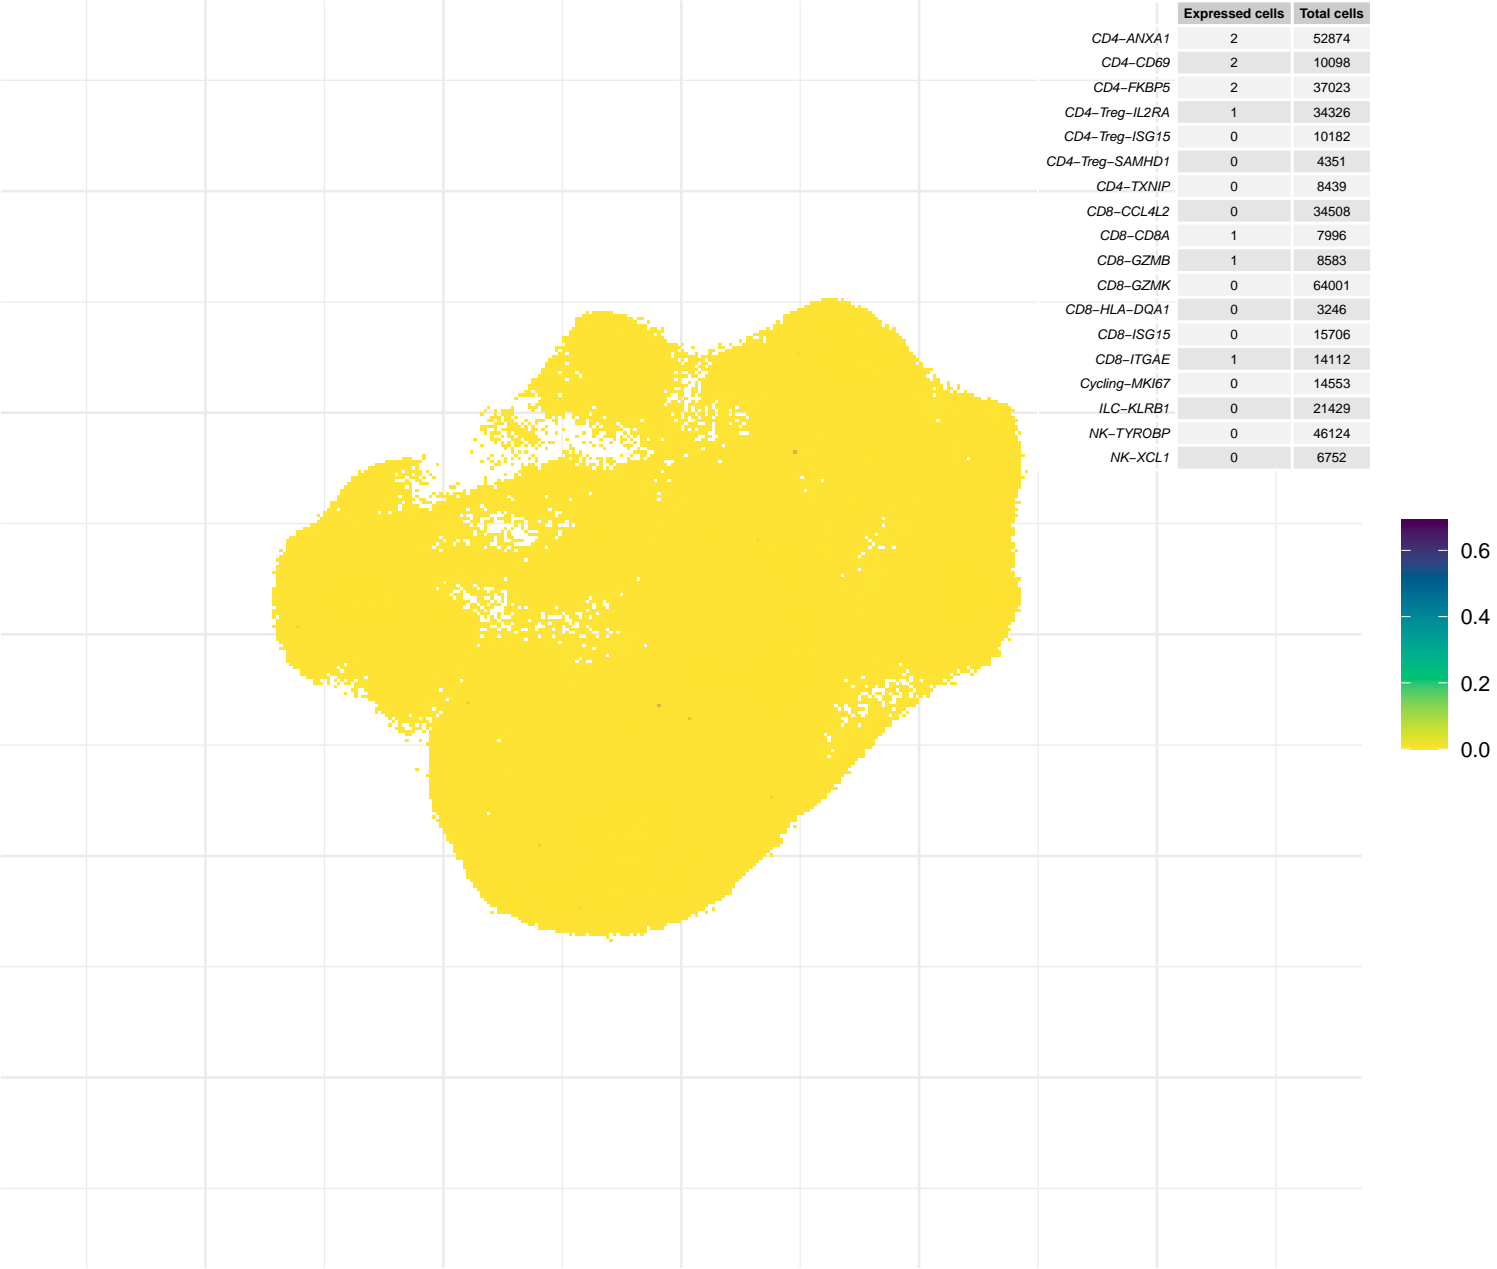 Expressed cells Total cells
CD4−ANXA1 2 52874
CD4−CD69 2 10098
CD4−FKBP5 2 37023
CD4−Treg−IL2RA 1 34326
CD4−Treg−ISG15 0 10182
CD4−Treg−SAMHD1 0 4351
CD4−TXNIP 0 8439
CD8−CCL4L2 0 34508
CD8−CD8A 1 7996
CD8−GZMB 1 8583
CD8−GZMK 0 64001
CD8−HLA−DQA1 0 3246
CD8−ISG15 0 15706
CD8−ITGAE 1 14112
Cycling−MKI67 0 14553
ILC−KLRB1 0 21429
NK−TYROBP 0 46124
NK−XCL1 0 6752
0.6
0.4
0.2
0.0